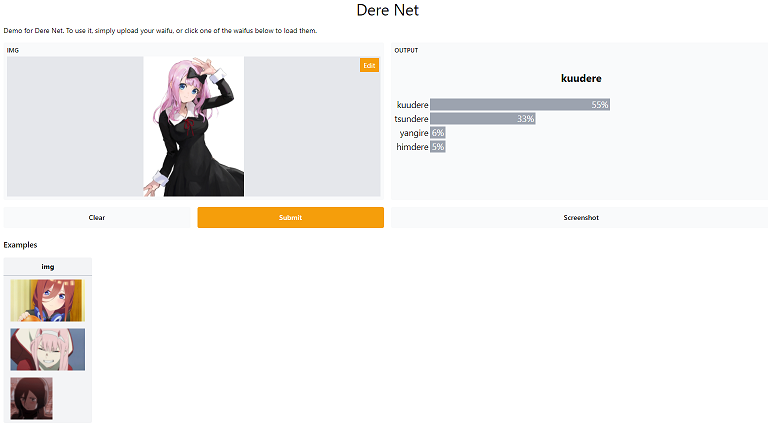 Dere Net
Demo for Dere Net. To use it, simply upload your waifu, or click one of the waifus below to load them.
IMG
Edit
OUTPUT
kuudere
kuudere 55%
tsundere 33%
yangire 6%
himdere 5%
Clear
Submit
Screenshot
Examples
img